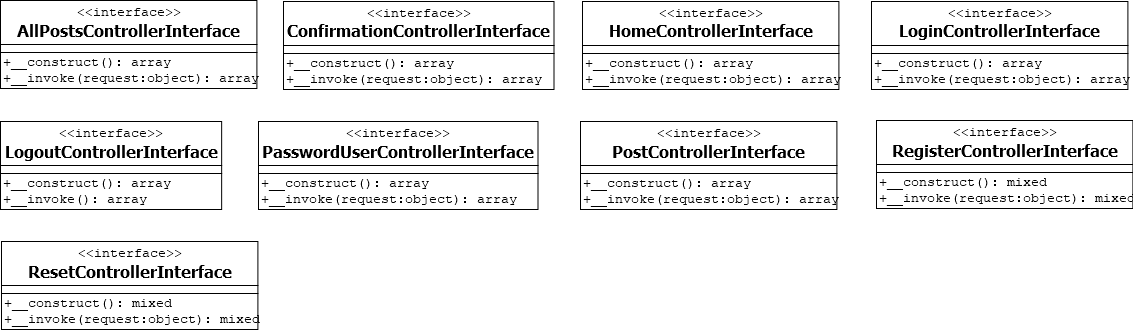 <<interface>>
AllPostsControllerInterface
+__construct(): array
+__invoke(request:object): array
<<interface>>
ConfirmationControllerInterface
+__construct(): array
+__invoke(request:object): array
<<interface>>
HomeControllerInterface
+__construct(): array
+__invoke(request:object): array
<<interface>>
LoginControllerInterface
+__construct(): array
+__invoke(request:object): array
<<interface>>
LogoutControllerInterface
+__construct(): array
+__invoke(): array
<<interface>>
PasswordUserControllerInterface
+__construct(): array
+__invoke(request:object): array
<<interface>>
PostControllerInterface
+__construct(): array
+__invoke(request:object): array
<<interface>>
RegisterControllerInterface
+__construct(): mixed
+__invoke(request:object): mixed
<<interface>>
ResetControllerInterface
+__construct(): mixed
+__invoke(request:object): mixed